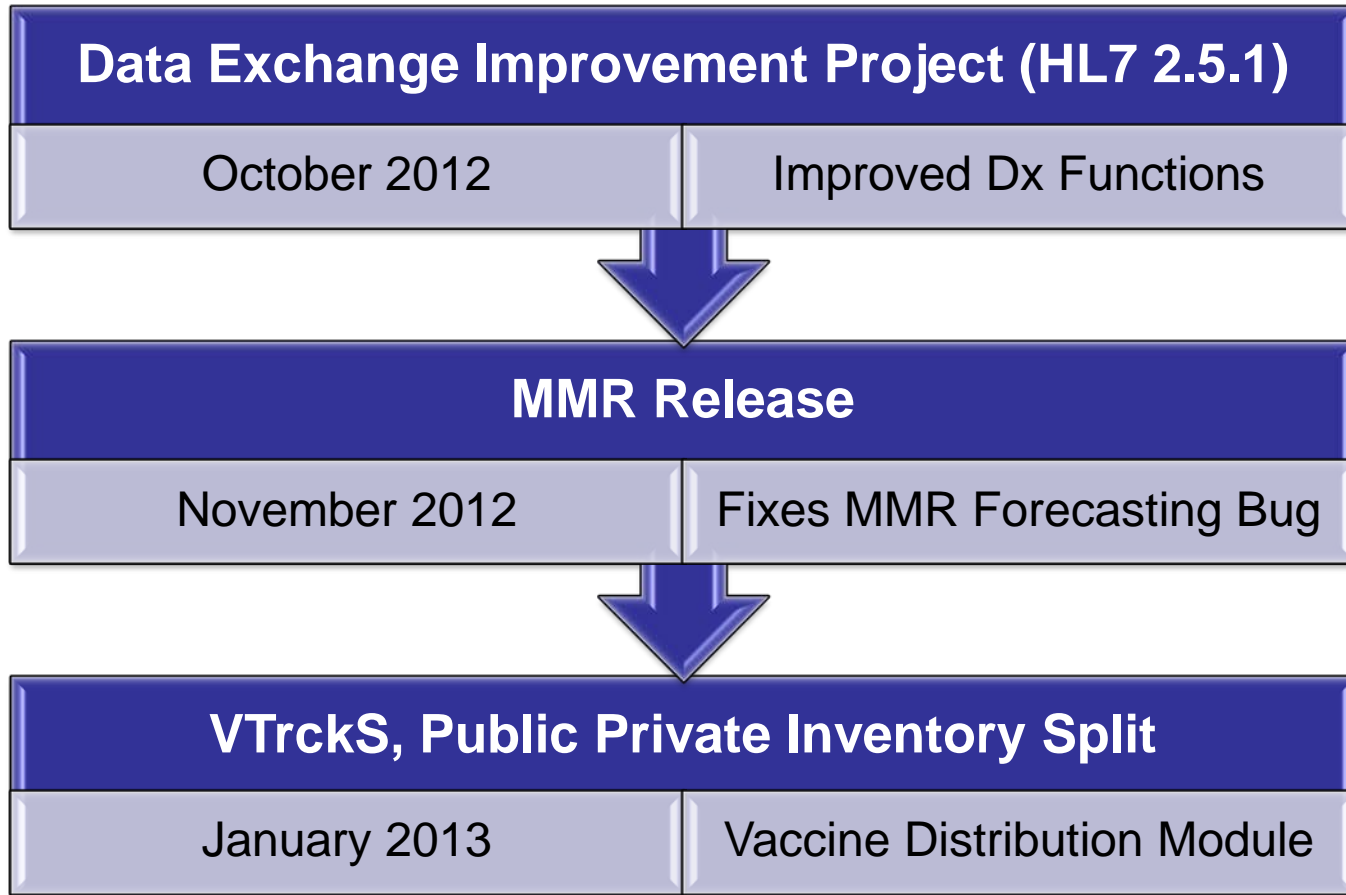 Data Exchange Improvement Project (HL7 2.5.1)
October 2012
Improved Dx Functions
MMR Release
November 2012
Fixes MMR Forecasting Bug
VTrckS, Public Private Inventory Split
January 2013
Vaccine Distribution Module